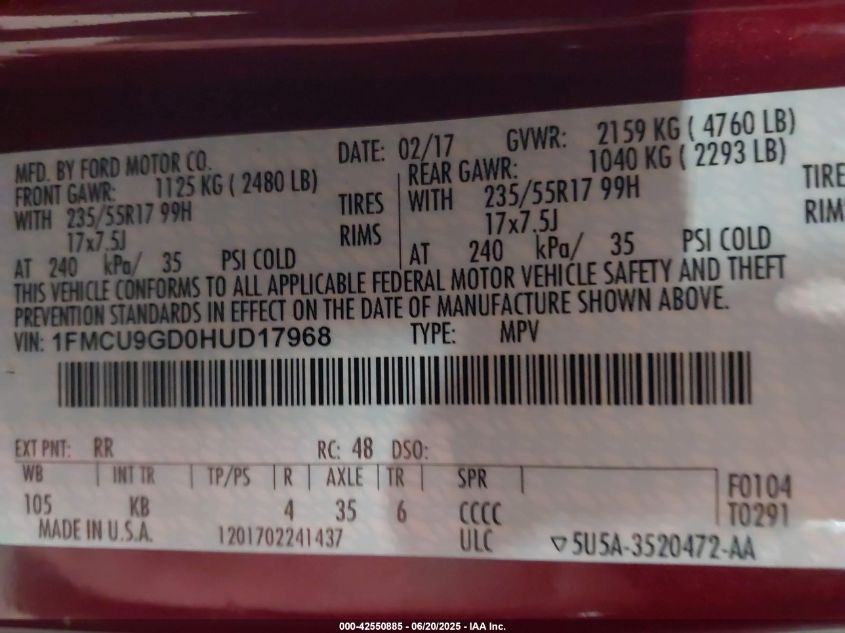 MFD. BY FORD MOTOR CO. DATE: 02/17 GVWR: 2159 KG ( 4760 LB)
FRONT GAWR: 1125 KG ( 2480 LB) REAR GAWR: 1040 KG ( 2293 LB)
WITH 235/55R17 99H TIRES WITH 235/55R17 99H TIRE
17x7.5J RIMS 17x7.5J RIM
AT 240 kPa/ 35 PSI COLD AT 240 kPa/ 35 PSI COLD
THIS VEHICLE CONFORMS TO ALL APPLICABLE FEDERAL MOTOR VEHICLE SAFETY AND THEFT
PREVENTION STANDARDS IN EFFECT ON THE DATE OF MANUFACTURE SHOWN ABOVE.
VIN: 1FMCU9GD0HUD17968 TYPE: MPV
EXT PNT: RR RC: 48 DSO:
WB INT TR TP/PS R AXLE TR SPR
105 KB 4 35 6 CCCC F0104
T0291
MADE IN U.S.A. 1201702241437 ULC ▽5U5A-3520472-AA
000-42550885 - 06/20/2025 - IAA Inc.